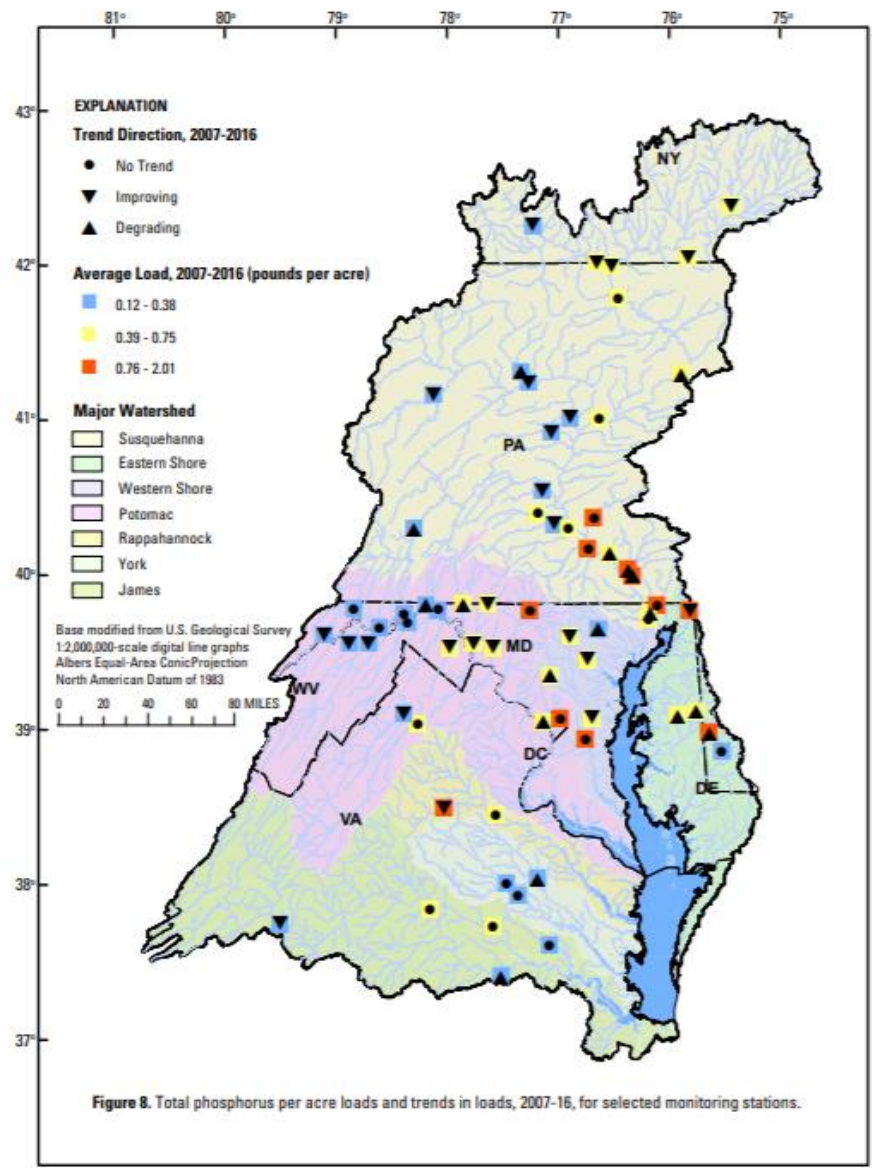 81° 80° 79° 78° 77° 76° 75°
43°
42°
41°
40°
39°
38°
37°
EXPLANATION
Trend Direction, 2007-2016
No Trend
Improving
Degrading
Average Load, 2007-2016 (pounds per acre)
0.12 - 0.38
0.39 - 0.75
0.76 - 2.01
Major Watershed
Susquehanna
Eastern Shore
Western Shore
Potomac
Rappahannock
York
James
Base modified from U.S. Geological Survey
1:2,000,000-scale digital line graphs
Albers Equal-Area ConicProjection
North American Datum of 1983
0 20 40 60 80 MILES
NY
PA
MD
WV
DC
DE
VA
Figure 8. Total phosphorus per acre loads and trends in loads, 2007-16, for selected monitoring stations.